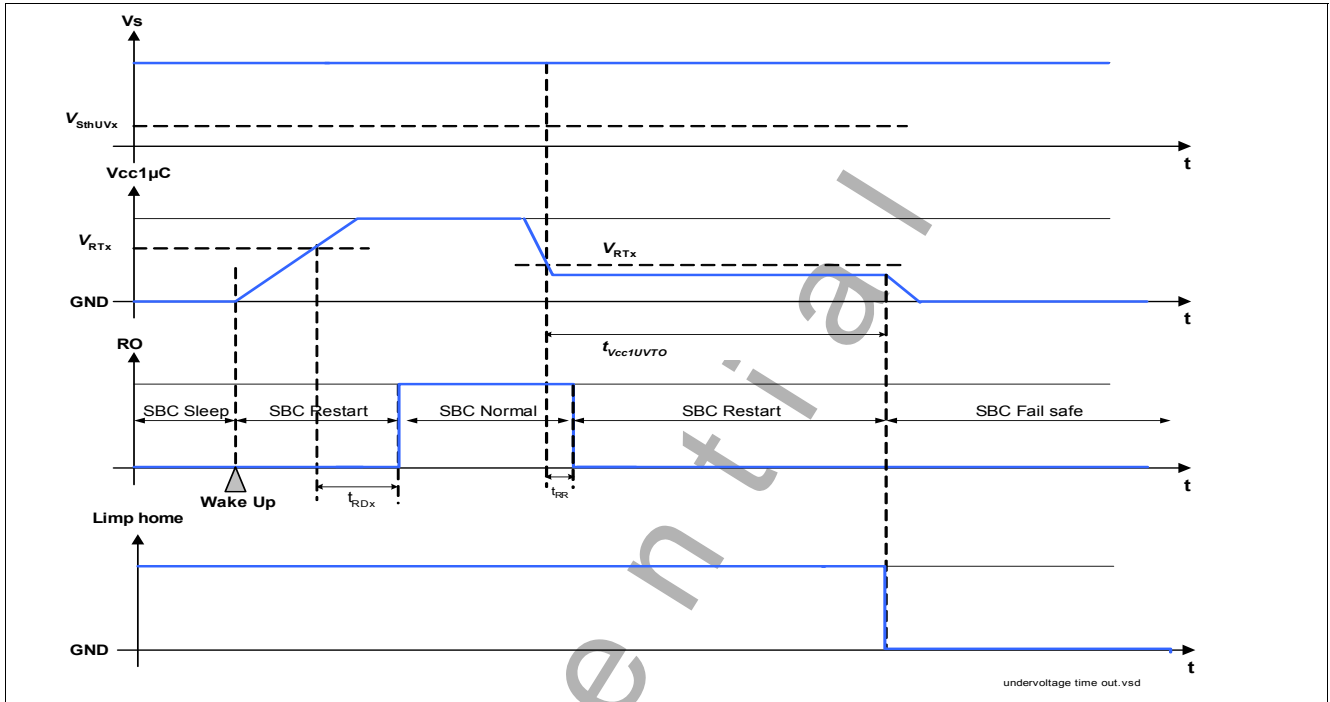 Vs
VSthUVx
t
Vcc1µC
VRTx
VRTx
GND
t
tVcc1UVTO
RO
SBC Sleep
SBC Restart
SBC Normal
SBC Restart
SBC Fail safe
t
Wake Up
tRDx
tRR
Limp home
GND
t
undervoltage time out.vsd
e n t i a l